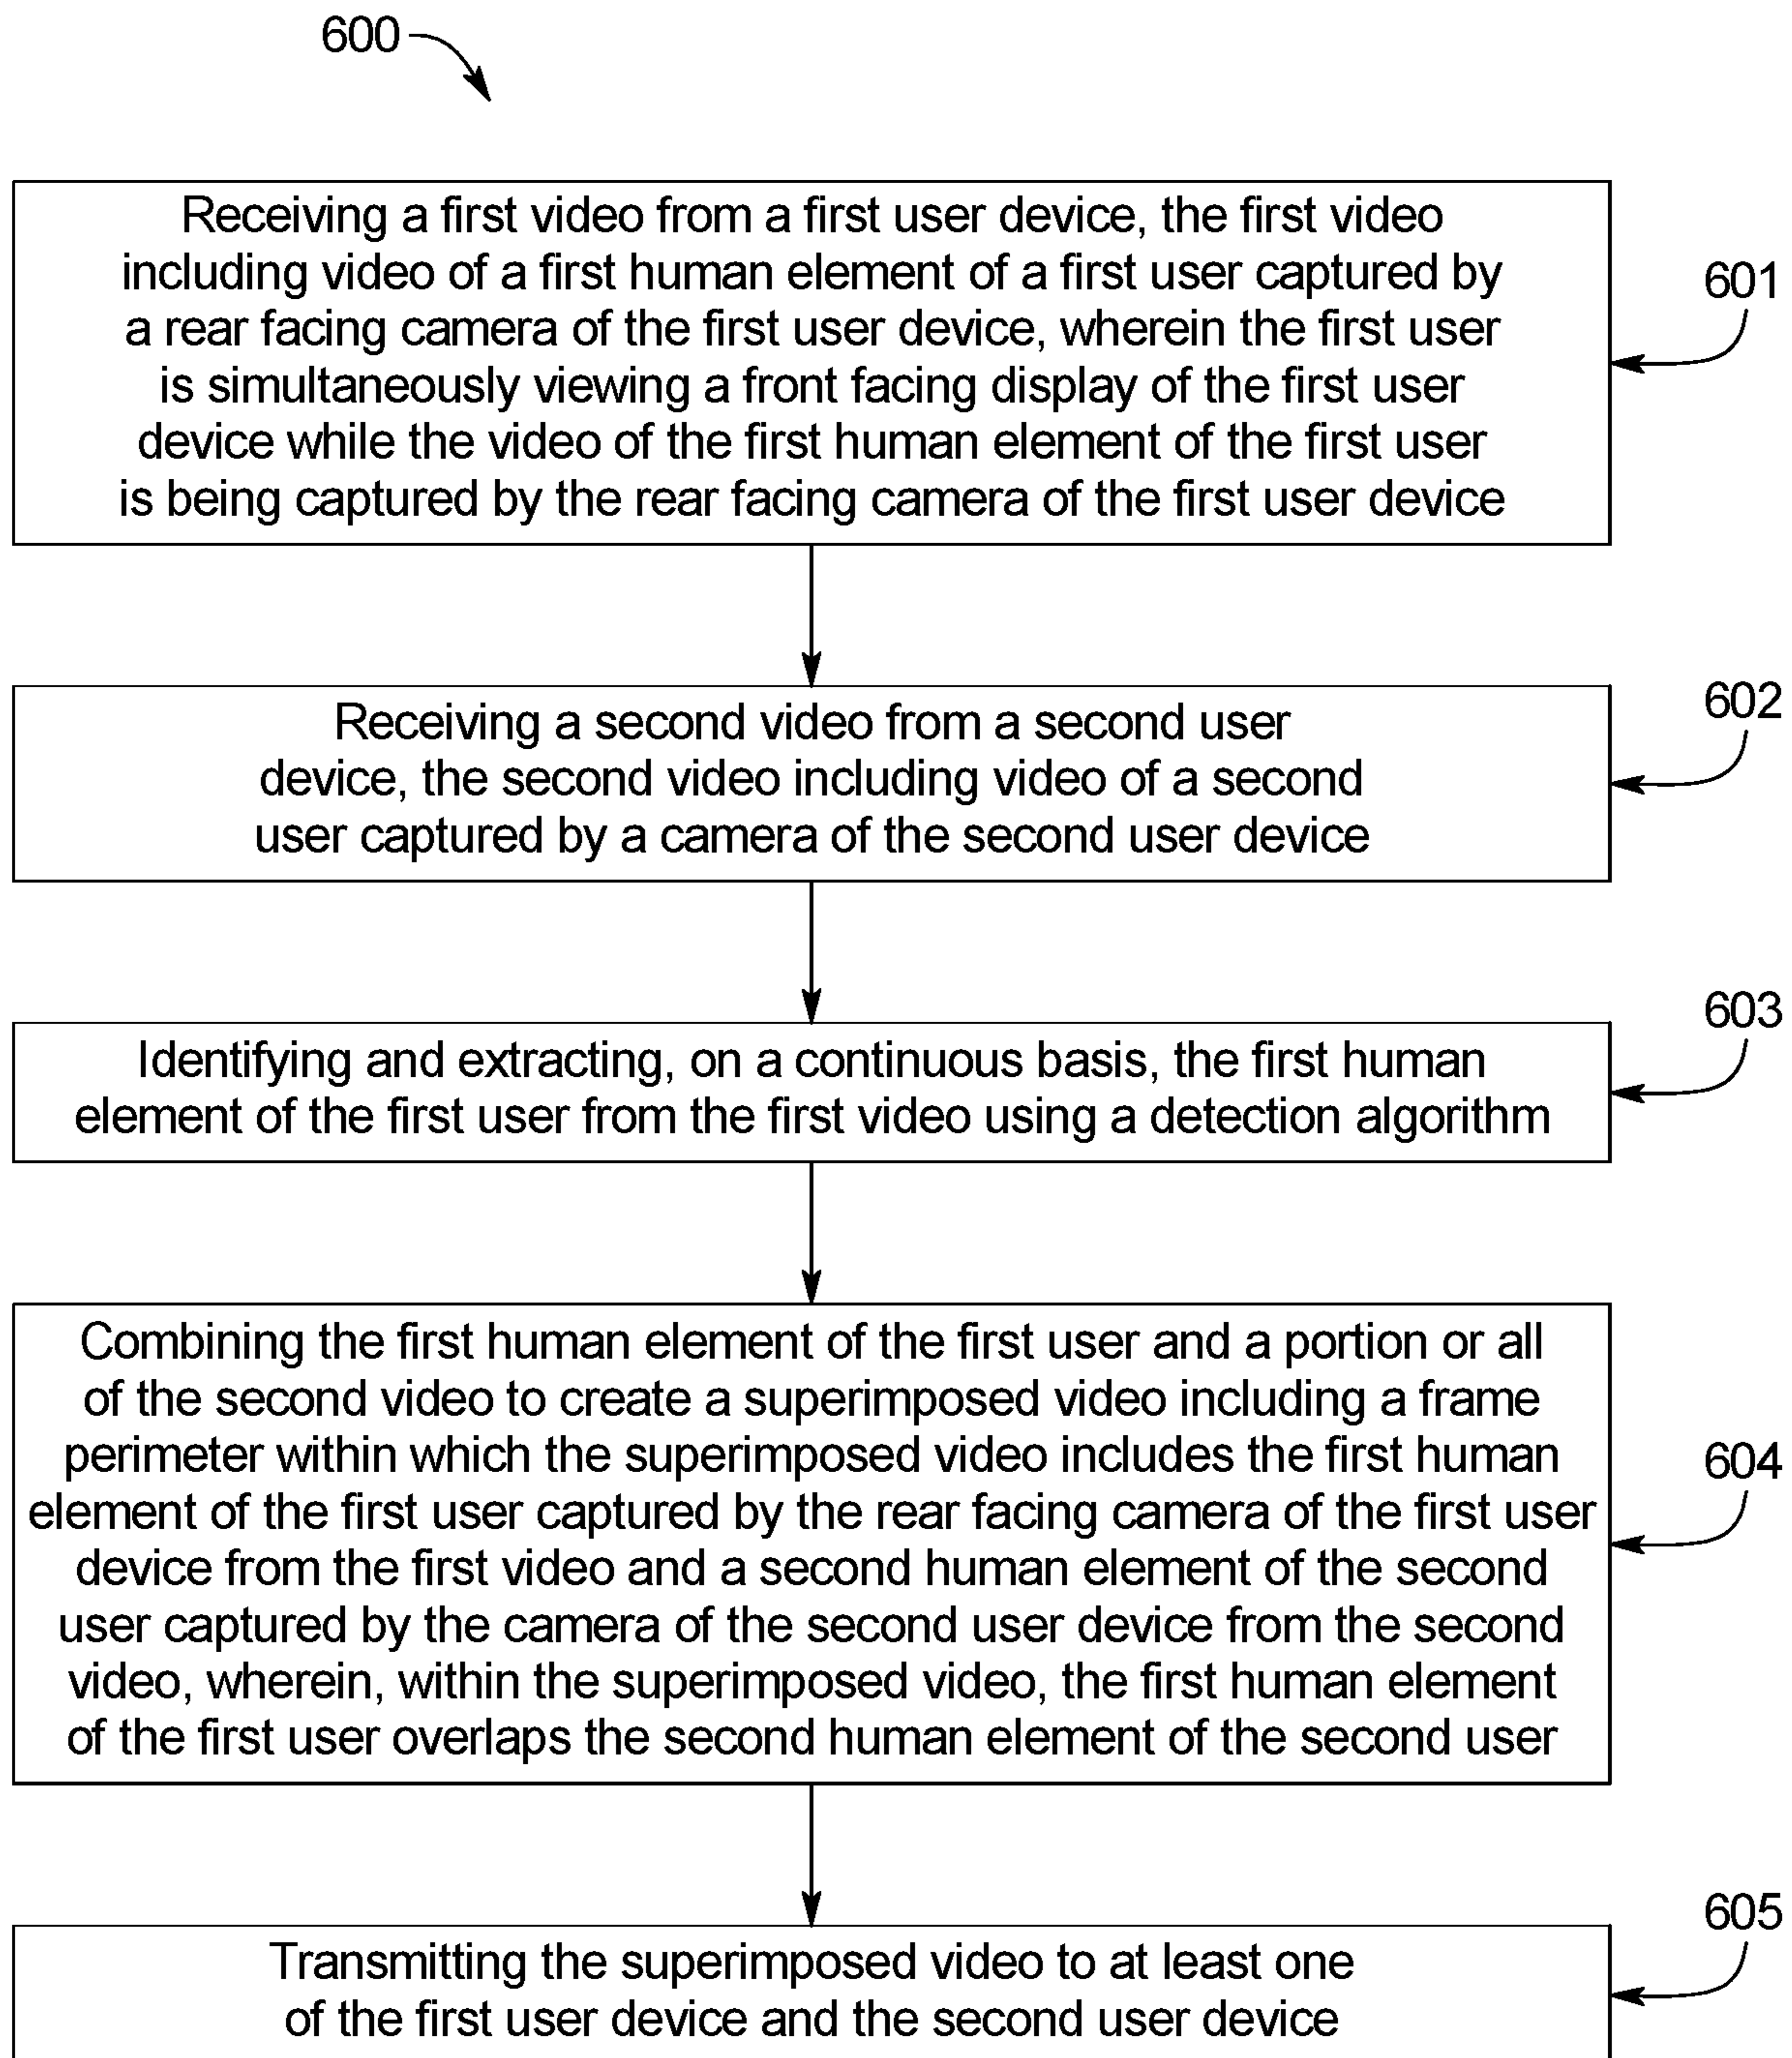 600
Receiving a first video from a first user device, the first video
including video of a first human element of a first user captured by
a rear facing camera of the first user device, wherein the first user
is simultaneously viewing a front facing display of the first user
device while the video of the first human element of the first user
is being captured by the rear facing camera of the first user device
601
Receiving a second video from a second user
device, the second video including video of a second
user captured by a camera of the second user device
602
Identifying and extracting, on a continuous basis, the first human
element of the first user from the first video using a detection algorithm
603
Combining the first human element of the first user and a portion or all
of the second video to create a superimposed video including a frame
perimeter within which the superimposed video includes the first human
element of the first user captured by the rear facing camera of the first user
device from the first video and a second human element of the second
user captured by the camera of the second user device from the second
video, wherein, within the superimposed video, the first human element
of the first user overlaps the second human element of the second user
604
Transmitting the superimposed video to at least one
of the first user device and the second user device
605